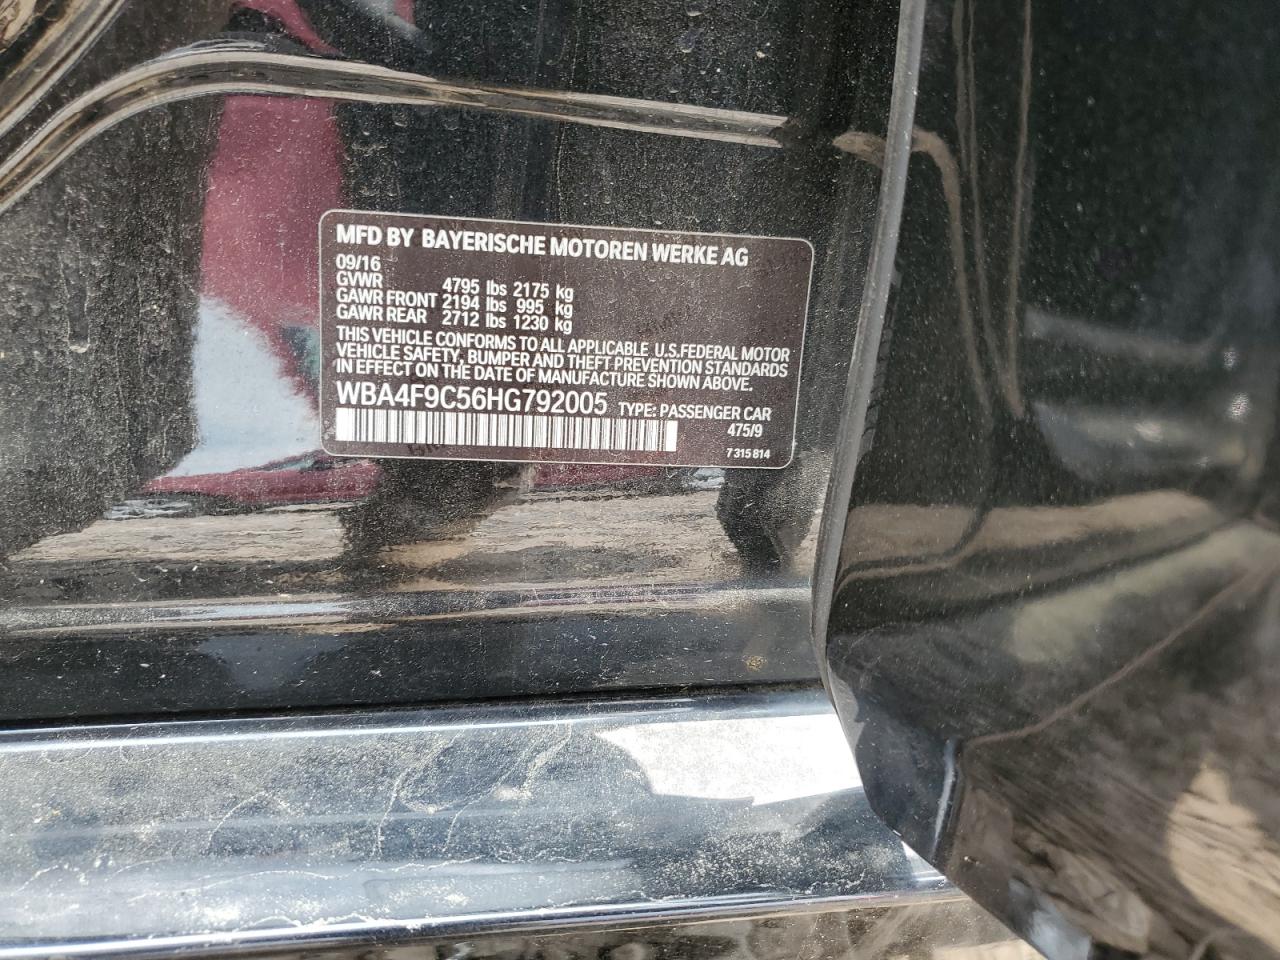 MFD BY BAYERISCHE MOTOREN WERKE AG
09/16
GVWR 4795 lbs 2175 kg
GAWR FRONT 2194 lbs 995 kg
GAWR REAR 2712 lbs 1230 kg
THIS VEHICLE CONFORMS TO ALL APPLICABLE U.S.FEDERAL MOTOR
VEHICLE SAFETY, BUMPER AND THEFT PREVENTION STANDARDS
IN EFFECT ON THE DATE OF MANUFACTURE SHOWN ABOVE.
WBA4F9C56HG792005 TYPE: PASSENGER CAR
475/9
7 315 814